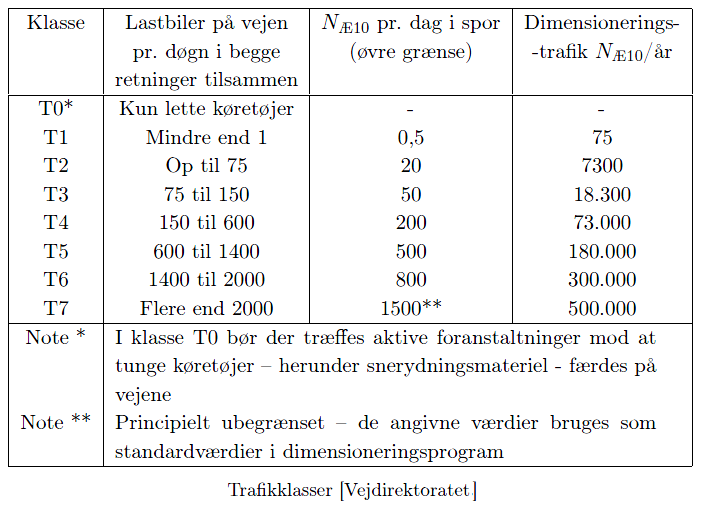 Klasse Lastbiler på vejen N_Æ10 pr. dag i spor Dimensionerings-
pr. døgn i begge (øvre grænse) -trafik N_Æ10/år
retninger tilsammen
T0* Kun lette køretøjer - -
T1 Mindre end 1 0,5 75
T2 Op til 75 20 7300
T3 75 til 150 50 18.300
T4 150 til 600 200 73.000
T5 600 til 1400 500 180.000
T6 1400 til 2000 800 300.000
T7 Flere end 2000 1500** 500.000
Note * I klasse T0 bør der træffes aktive foranstaltninger mod at
tunge køretøjer – herunder snerydningsmateriel - færdes på
vejene
Note ** Principielt ubegrænset – de angivne værdier bruges som
standardværdier i dimensioneringsprogram
Trafikklasser [Vejdirektoratet.]